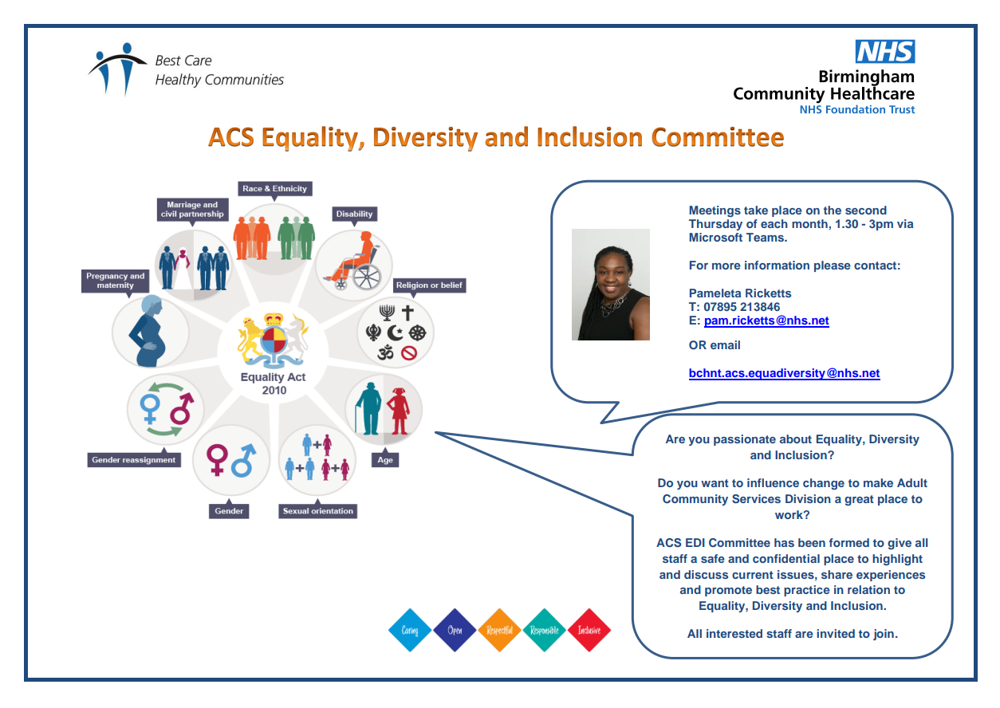 Best Care
Healthy Communities
NHS
Birmingham
Community Healthcare
NHS Foundation Trust
ACS Equality, Diversity and Inclusion Committee
Race & Ethnicity
Marriage and
civil partnership
Disability
Pregnancy and
maternity
Religion or belief
Equality Act
2010
Gender reassignment
Age
Gender
Sexual orientation
Meetings take place on the second
Thursday of each month, 1.30 - 3pm via
Microsoft Teams.
For more information please contact:
Pameleta Ricketts
T: 07895 213846
E: pam.ricketts@nhs.net
OR email
bchnt.acs.equadiversity@nhs.net
Are you passionate about Equality, Diversity
and Inclusion?
Do you want to influence change to make Adult
Community Services Division a great place to
work?
ACS EDI Committee has been formed to give all
staff a safe and confidential place to highlight
and discuss current issues, share experiences
and promote best practice in relation to
Equality, Diversity and Inclusion.
All interested staff are invited to join.
Caring
Open
Respectful
Responsible
Inclusive